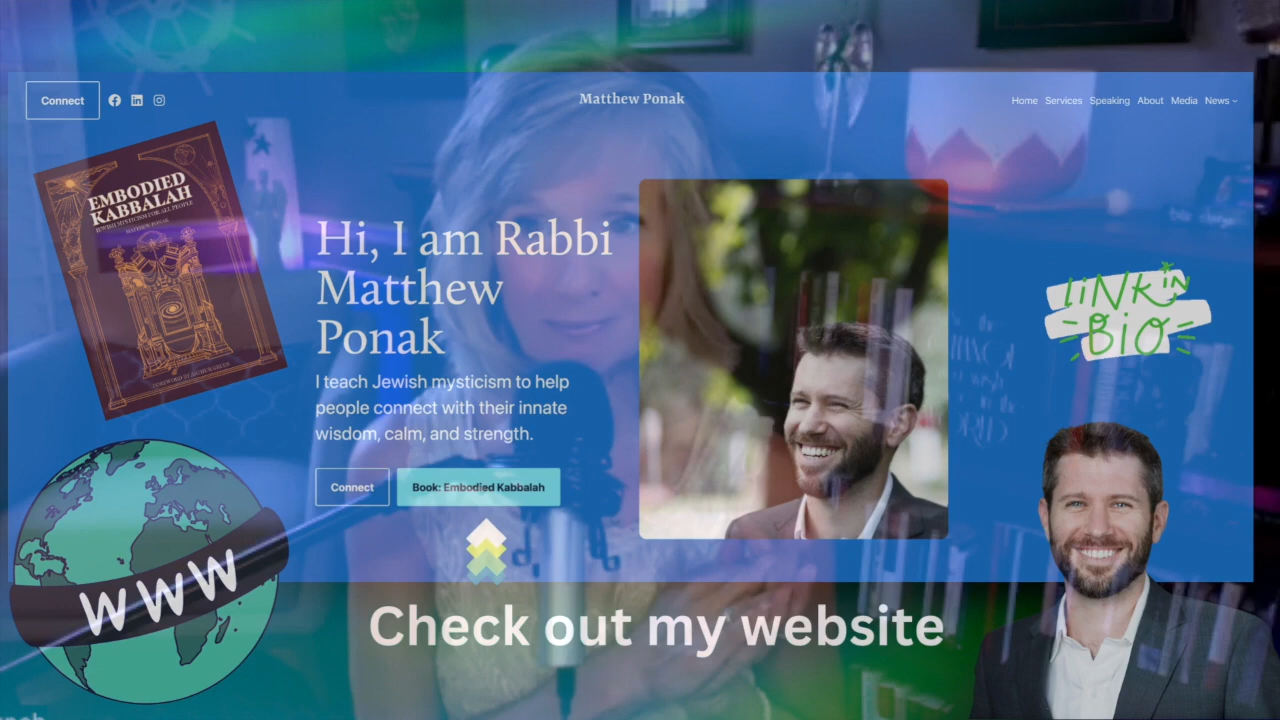 Connect
Matthew Ponak
Home Services Speaking About Media News
EMBODIED
KABBALAH
JEWISH MYSTICISM FOR ALL PEOPLE
MATTHEW PONAK
Hi, I am Rabbi
Matthew
Ponak
I teach Jewish mysticism to help
people connect with their innate
wisdom, calm, and strength.
Connect
Book: Embodied Kabbalah
LINK IN
BIO
WWW
Check out my website